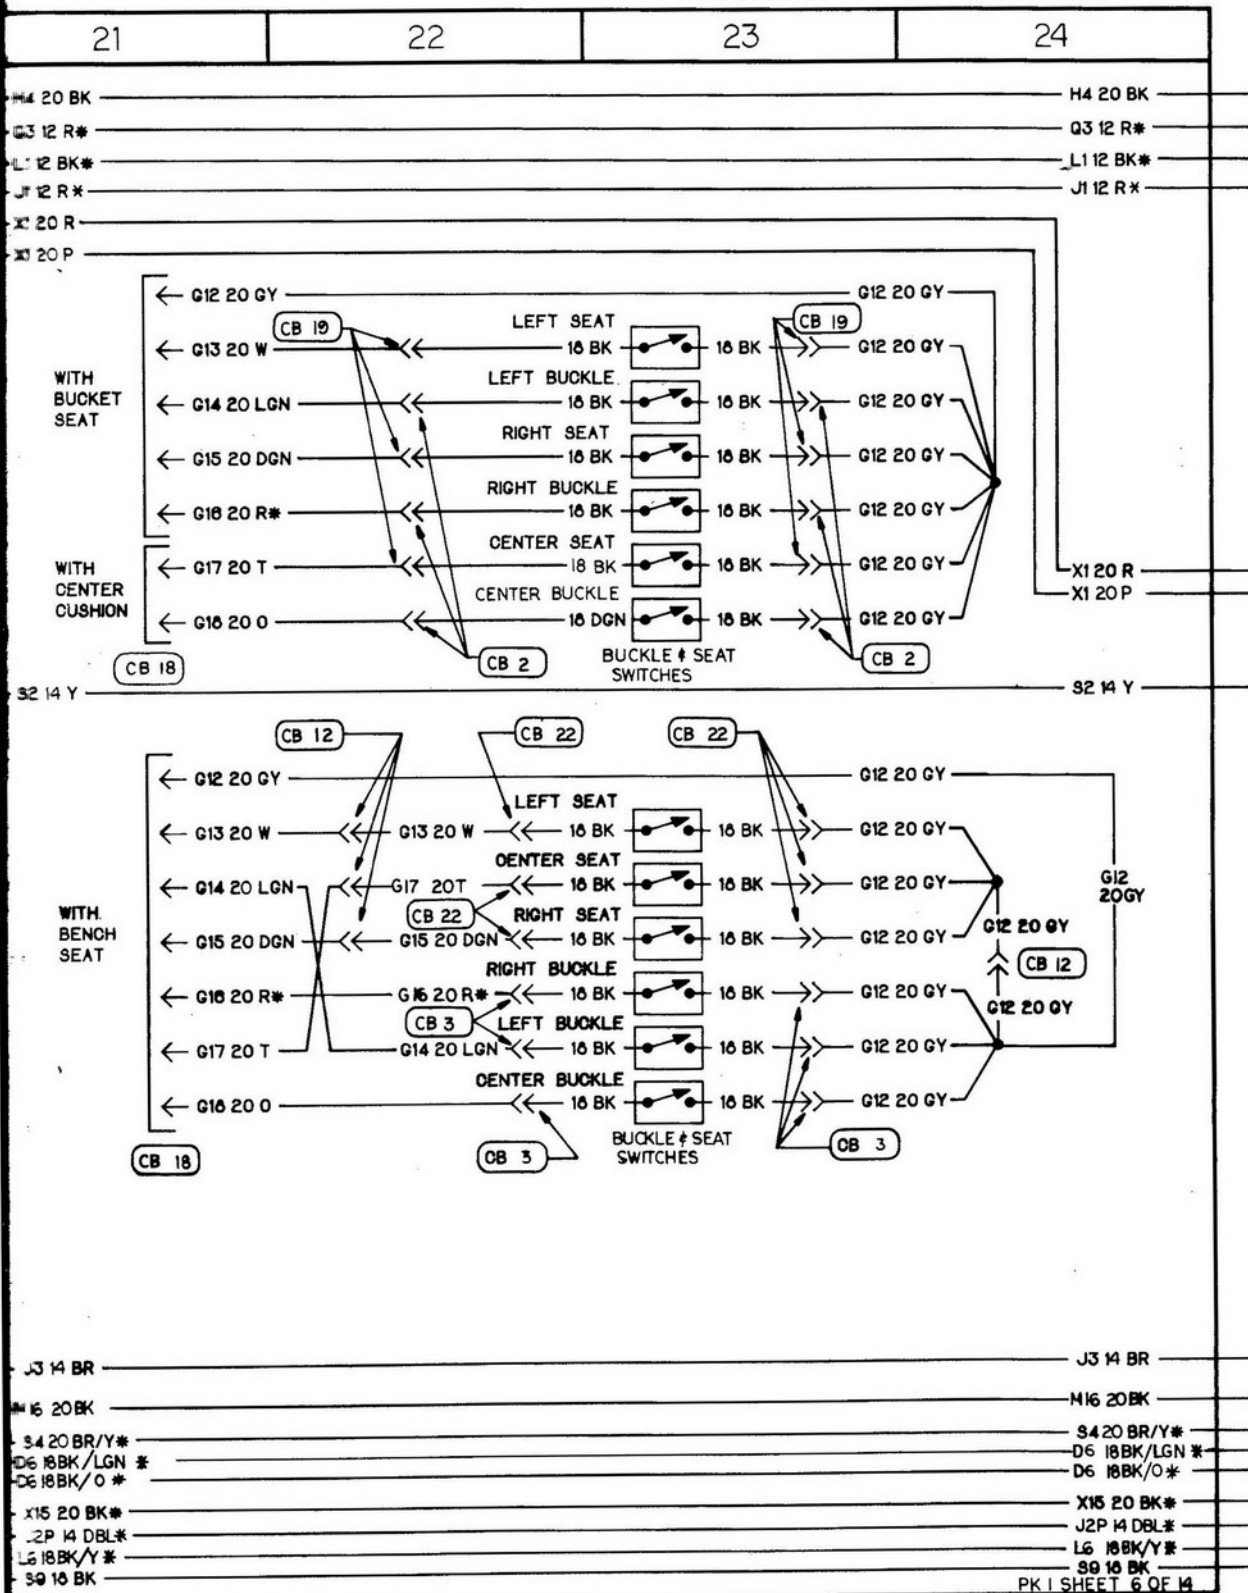 21 22 23 24
H4 20 BK H4 20 BK
Q3 12 R* Q3 12 R*
L1 12 BK* L1 12 BK*
J1 12 R* J1 12 R*
X1 20 R
X1 20 P
G12 20 GY G12 20 GY
CB 19 LEFT SEAT CB 19
G13 20 W 18 BK 18 BK G12 20 GY
WITH
BUCKET
SEAT
LEFT BUCKLE
G14 20 LGN 18 BK 18 BK G12 20 GY
RIGHT SEAT
G15 20 DGN 18 BK 18 BK G12 20 GY
RIGHT BUCKLE
G16 20 R* 18 BK 18 BK G12 20 GY
CENTER SEAT
WITH
CENTER
CUSHION
G17 20 T 18 BK 18 BK G12 20 GY
X1 20 R
X1 20 P
CENTER BUCKLE
G18 20 O 18 DGN 18 BK G12 20 GY
CB 18 CB 2 BUCKLE & SEAT CB 2
SWITCHES
S2 14 Y S2 14 Y
CB 12 CB 22 CB 22
G12 20 GY G12 20 GY
LEFT SEAT
G13 20 W G13 20 W 18 BK 18 BK G12 20 GY
CENTER SEAT
G14 20 LGN G17 20T 18 BK 18 BK G12 20 GY
G12
20GY
WITH.
BENCH
SEAT
CB 22 RIGHT SEAT
G12 20 GY
G15 20 DGN G15 20 DGN 18 BK 18 BK G12 20 GY
RIGHT BUCKLE CB 12
G16 20 R* G16 20 R* 18 BK 18 BK G12 20 GY
G12 20 GY
CB 3 LEFT BUCKLE
G17 20 T G14 20 LGN 18 BK 18 BK G12 20 GY
CENTER BUCKLE
G18 20 O 18 BK 18 BK G12 20 GY
CB 18 CB 3 BUCKLE & SEAT CB 3
SWITCHES
J3 14 BR J3 14 BR
M16 20BK M16 20BK
S4 20 BR/Y* S4 20 BR/Y*
D6 18BK/LGN * D6 18BK/LGN *
D6 18BK/O * D6 18BK/O *
X15 20 BK* X15 20 BK*
J2P 14 DBL* J2P 14 DBL*
L6 18BK/Y * L6 18BK/Y *
S9 18 BK S9 18 BK
PK 1 SHEET 6 OF 14